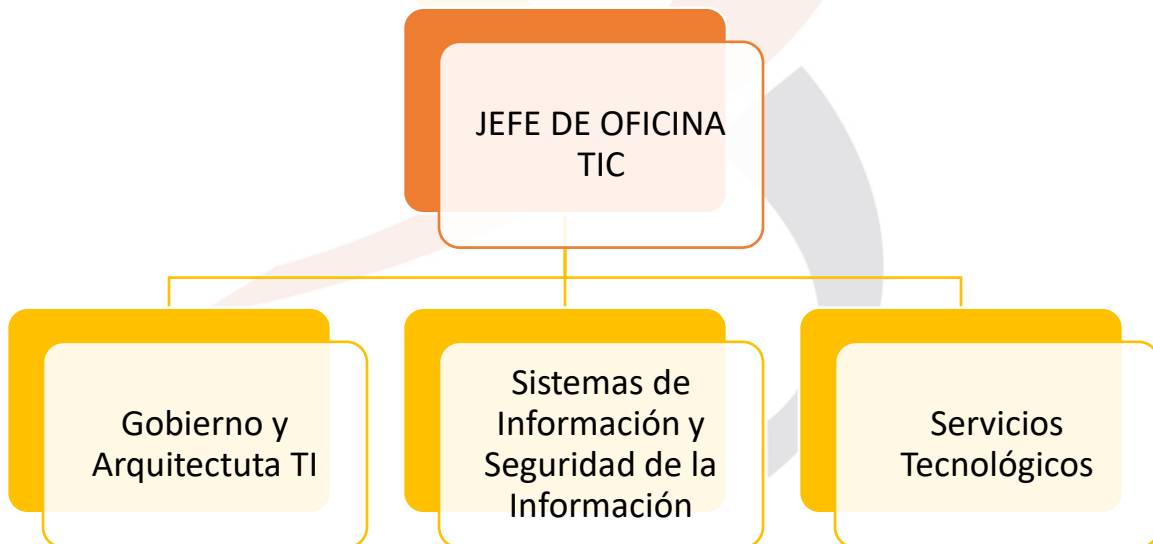 JEFE DE OFICINA
TIC
Gobierno y
Arquitectuta TI
Sistemas de
Información y
Seguridad de la
Información
Servicios
Tecnológicos